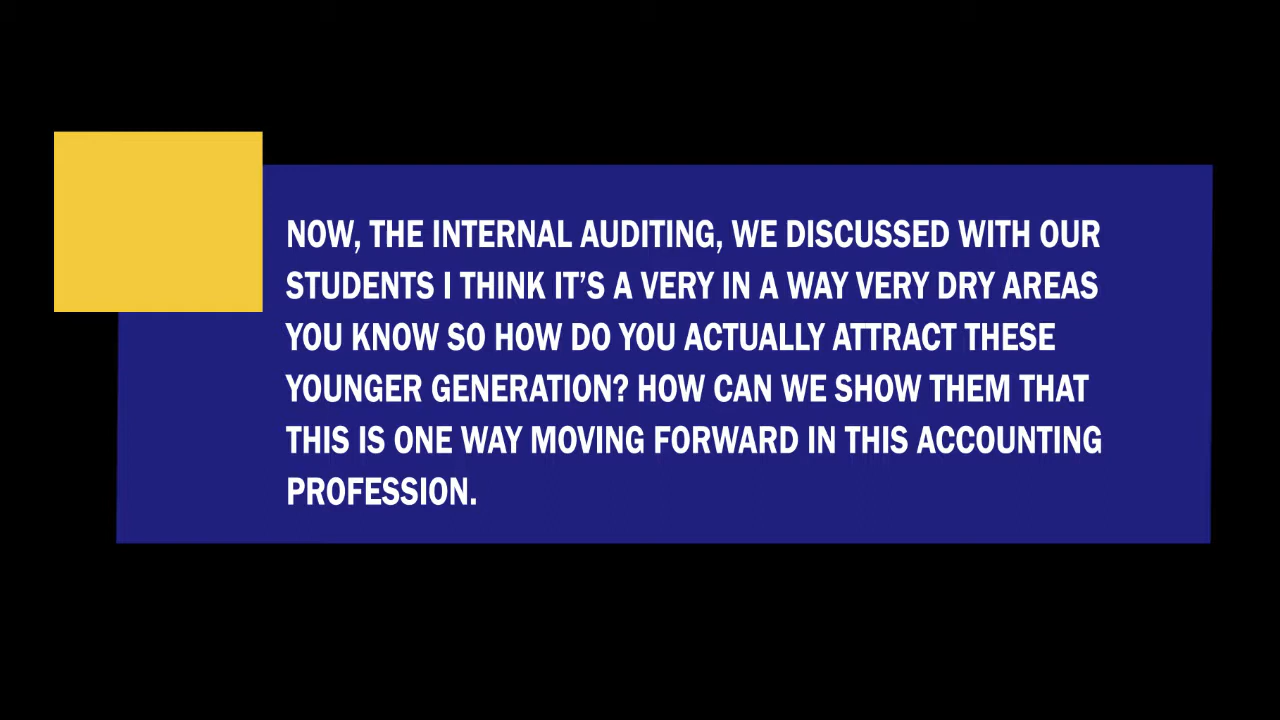 NOW, THE INTERNAL AUDITING, WE DISCUSSED WITH OUR
STUDENTS I THINK IT'S A VERY IN A WAY VERY DRY AREAS
YOU KNOW SO HOW DO YOU ACTUALLY ATTRACT THESE
YOUNGER GENERATION? HOW CAN WE SHOW THEM THAT
THIS IS ONE WAY MOVING FORWARD IN THIS ACCOUNTING
PROFESSION.